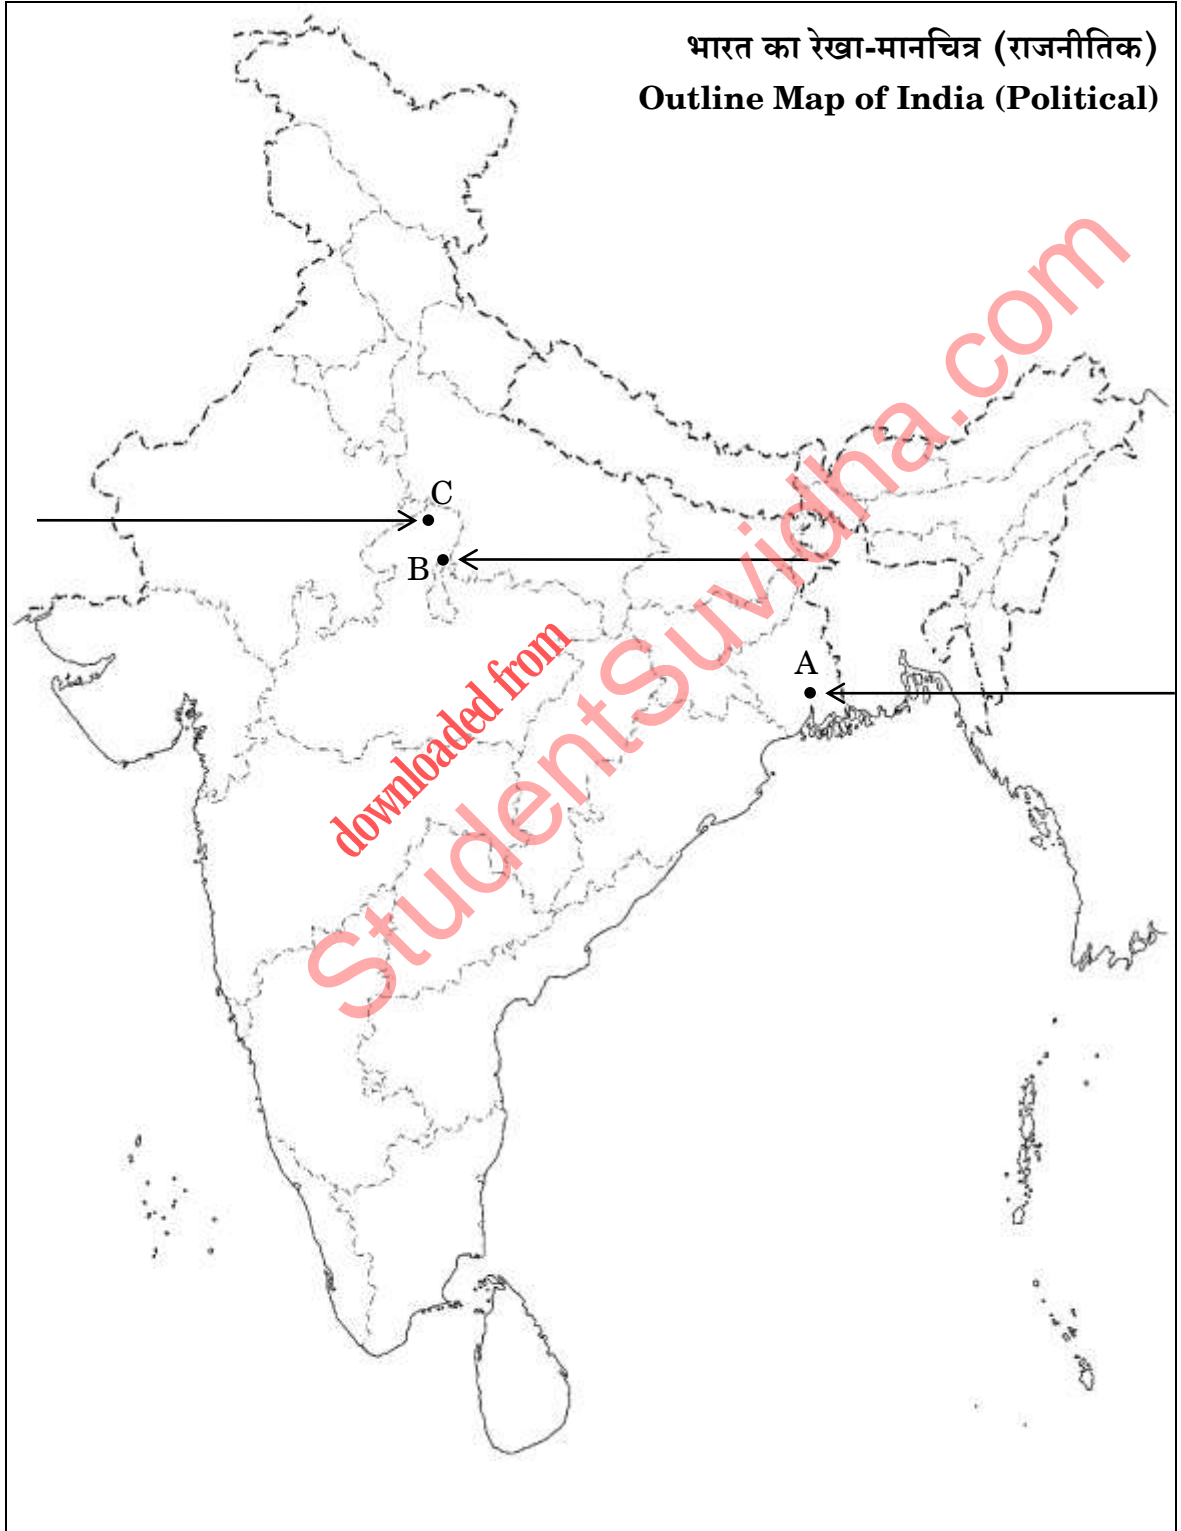 भारत का रेखा-मानचित्र (राजनीतिक)
Outline Map of India (Political)
C
B
A
downloaded from
StudentSuvidha.com